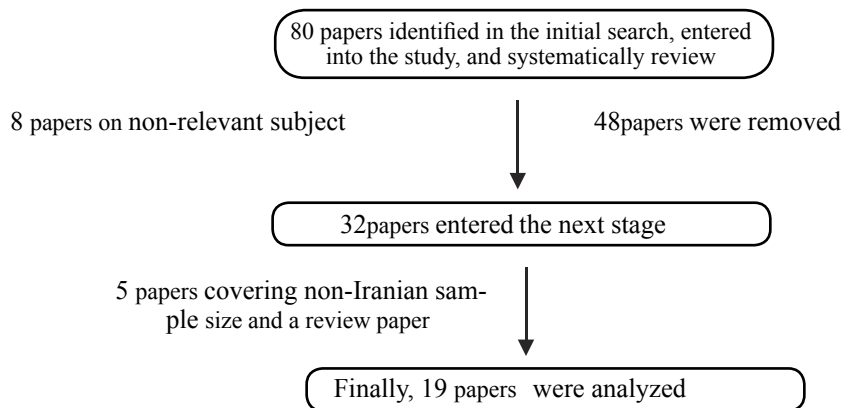 80 papers identified in the initial search, entered
into the study, and systematically review
8 papers on non-relevant subject
48papers were removed
32papers entered the next stage
5 papers covering non-Iranian sam-
ple size and a review paper
Finally, 19 papers were analyzed